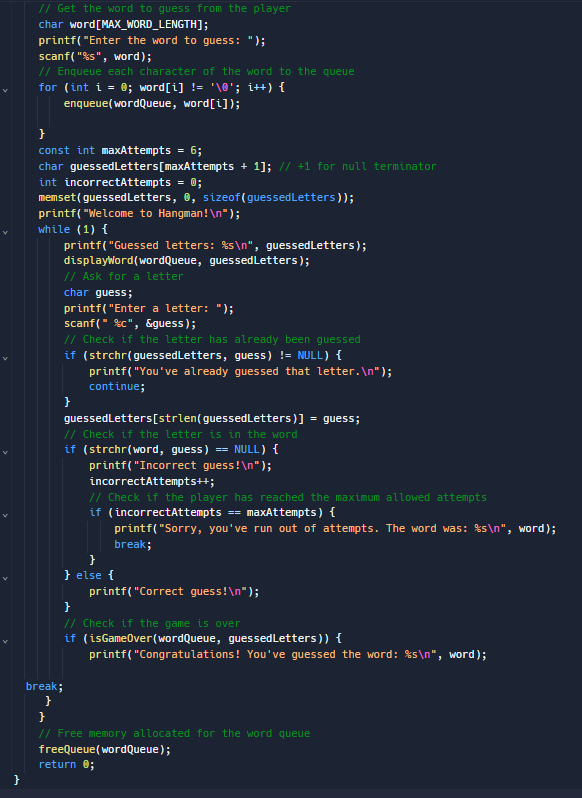 // Get the word to guess from the player
char word[MAX_WORD_LENGTH];
printf("Enter the word to guess: ");
scanf("%s", word);
// Enqueue each character of the word to the queue
for (int i = 0; word[i] != '\0'; i++) {
enqueue(wordQueue, word[i]);
}
const int maxAttempts = 6;
char guessedLetters[maxAttempts + 1]; // +1 for null terminator
int incorrectAttempts = 0;
memset(guessedLetters, 0, sizeof(guessedLetters));
printf("Welcome to Hangman!\n");
while (1) {
printf("Guessed letters: %s\n", guessedLetters);
displayWord(wordQueue, guessedLetters);
// Ask for a letter
char guess;
printf("Enter a letter: ");
scanf(" %c", &guess);
// Check if the letter has already been guessed
if (strchr(guessedLetters, guess) != NULL) {
printf("You've already guessed that letter.\n");
continue;
}
guessedLetters[strlen(guessedLetters)] = guess;
// Check if the letter is in the word
if (strchr(word, guess) == NULL) {
printf("Incorrect guess!\n");
incorrectAttempts++;
// Check if the player has reached the maximum allowed attempts
if (incorrectAttempts == maxAttempts) {
printf("Sorry, you've run out of attempts. The word was: %s\n", word);
break;
}
} else {
printf("Correct guess!\n");
}
// Check if the game is over
if (isGameOver(wordQueue, guessedLetters)) {
printf("Congratulations! You've guessed the word: %s\n", word);
break;
}
}
// Free memory allocated for the word queue
freeQueue(wordQueue);
return 0;
}